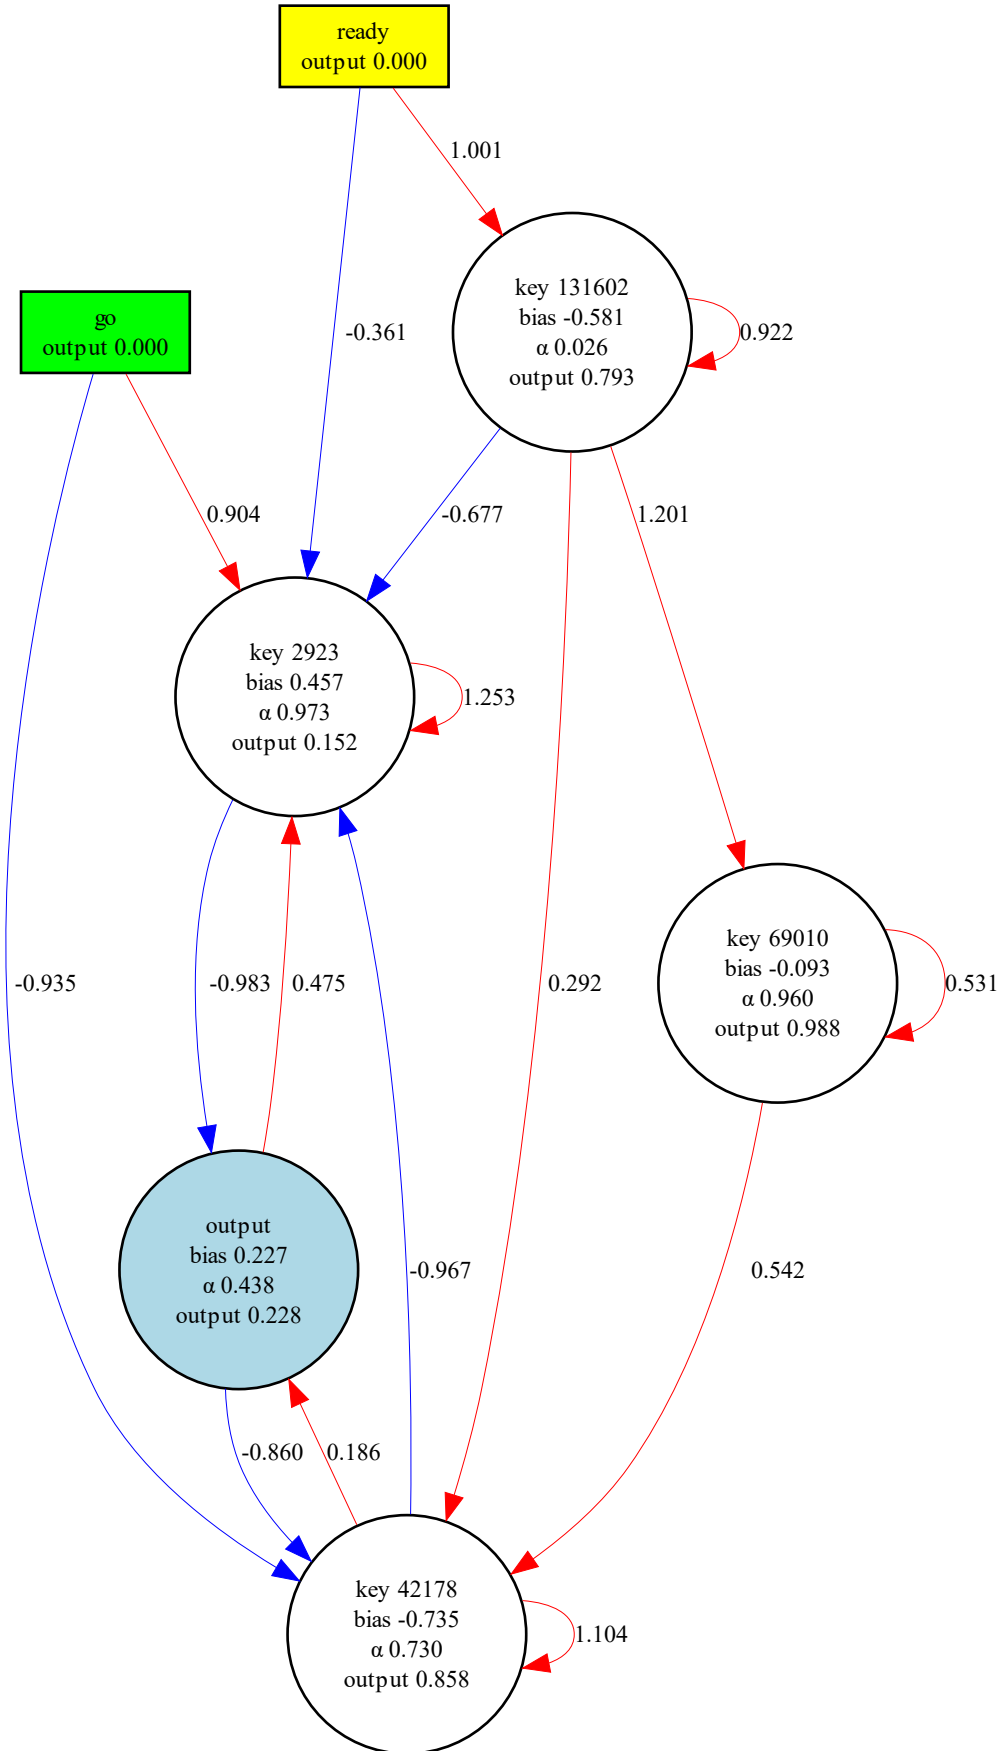 ready
output 0.000
1.001
key 131602
bias -0.581
α 0.026
output 0.793
0.922
go
output 0.000
-0.361
0.904
-0.677
1.201
key 2923
bias 0.457
α 0.973
output 0.152
1.253
key 69010
bias -0.093
α 0.960
output 0.988
0.531
-0.935
-0.983
0.475
0.292
output
bias 0.227
α 0.438
output 0.228
-0.967
0.542
-0.860
0.186
key 42178
bias -0.735
α 0.730
output 0.858
1.104